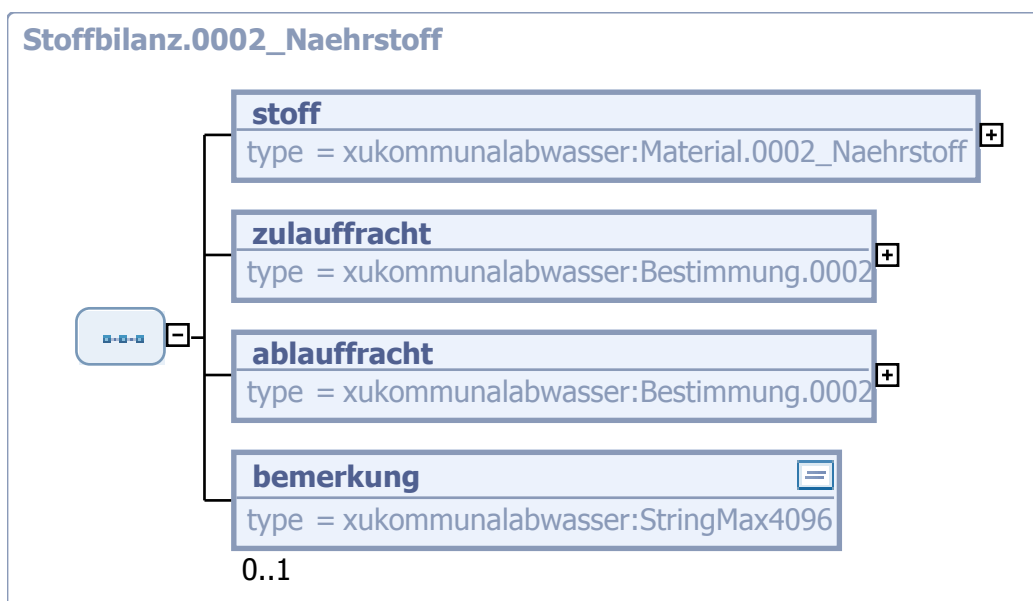 Stoffbilanz.0002_Naehrstoff
stoff
type = xukommunalabwasser:Material.0002_Naehrstoff
zulauffracht
type = xukommunalabwasser:Bestimmung.0002
ablauffracht
type = xukommunalabwasser:Bestimmung.0002
bemerkung
type = xukommunalabwasser:StringMax4096
0..1